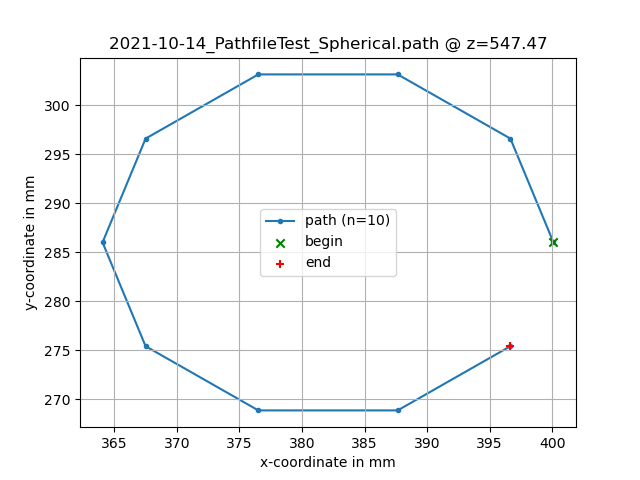 2021-10-14_PathfileTest_Spherical.path @ z=547.47
y-coordinate in mm
300
295
290
285
280
275
270
path (n=10)
begin
end
365 370 375 380 385 390 395 400
x-coordinate in mm